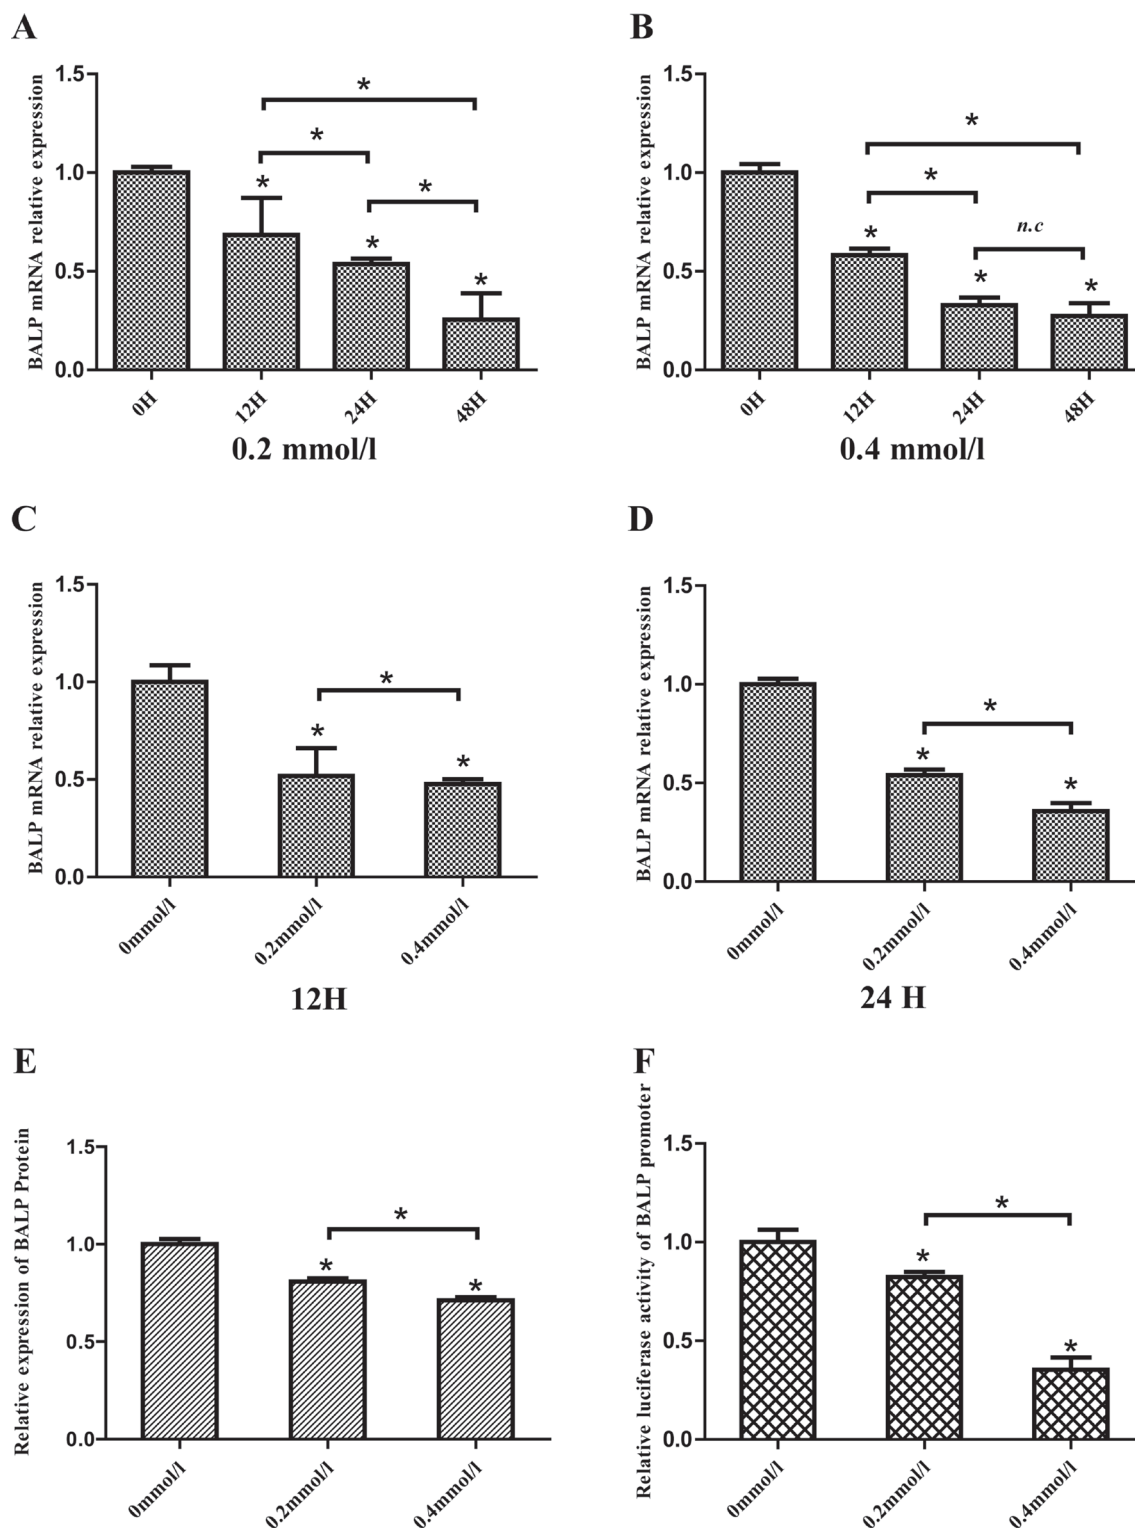 A
BALP mRNA relative expression
1.5
1.0
0.5
0.0
*
*
*
*
*
*
0H
12H
24H
48H
0.2 mmol/l
B
BALP mRNA relative expression
1.5
1.0
0.5
0.0
*
*
n.c
*
*
*
0H
12H
24H
48H
0.4 mmol/l
C
BALP mRNA relative expression
1.5
1.0
0.5
0.0
*
*
*
0mmol/l
0.2mmol/l
0.4mmol/l
12H
D
BALP mRNA relative expression
1.5
1.0
0.5
0.0
*
*
*
0mmol/l
0.2mmol/l
0.4mmol/l
24 H
E
Relative expression of BALP Protein
1.5
1.0
0.5
0.0
*
*
*
0mmol/l
0.2mmol/l
0.4mmol/l
F
Relative luciferase activity of BALP promoter
1.5
1.0
0.5
0.0
*
*
*
0mmol/l
0.2mmol/l
0.4mmol/l